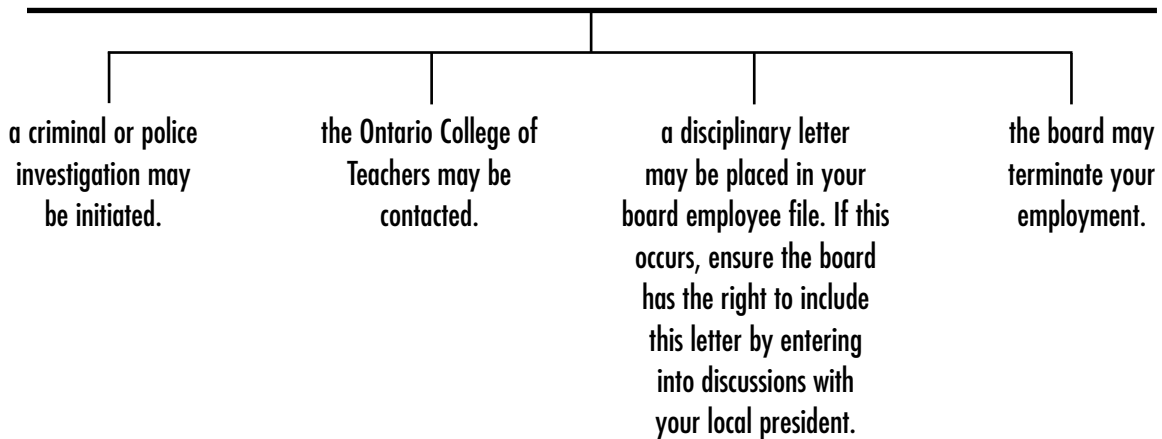 a criminal or police
investigation may
be initiated.
the Ontario College of
Teachers may be
contacted.
a disciplinary letter
may be placed in your
board employee file. If this
occurs, ensure the board
has the right to include
this letter by entering
into discussions with
your local president.
the board may
terminate your
employment.